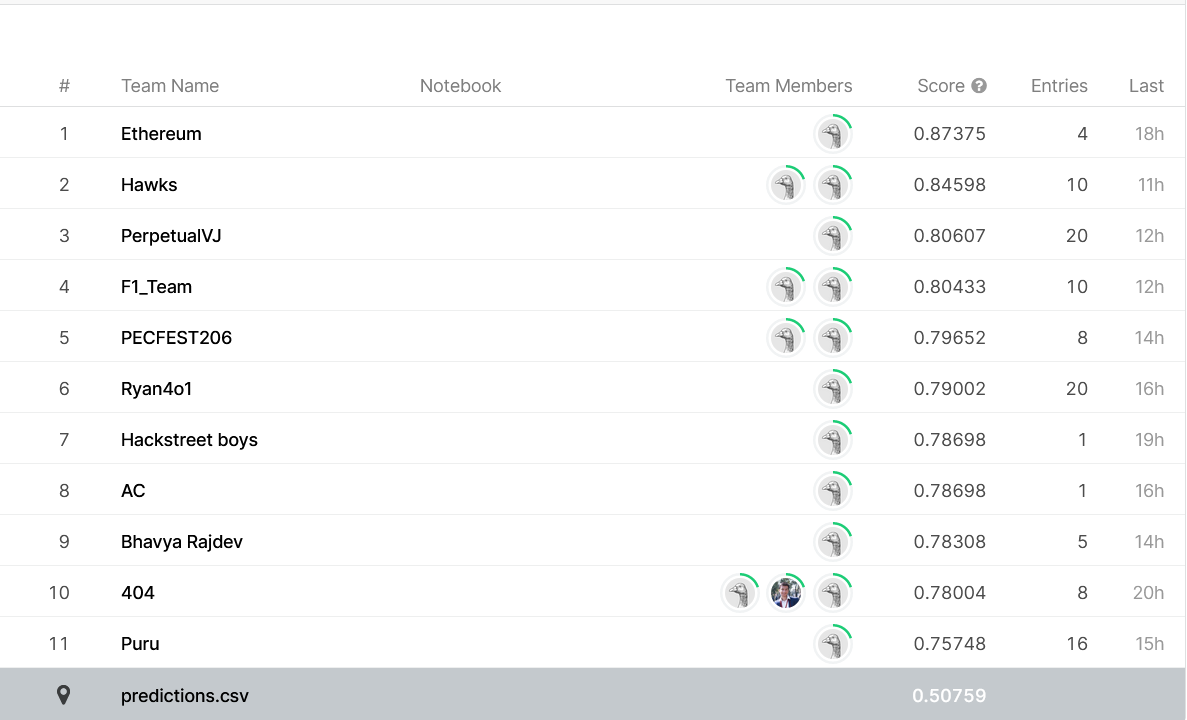 # Team Name Notebook Team Members Score ? Entries Last
1 Ethereum 0.87375 4 18h
2 Hawks 0.84598 10 11h
3 PerpetualVJ 0.80607 20 12h
4 F1_Team 0.80433 10 12h
5 PECFEST206 0.79652 8 14h
6 Ryan4o1 0.79002 20 16h
7 Hackstreet boys 0.78698 1 19h
8 AC 0.78698 1 16h
9 Bhavya Rajdev 0.78308 5 14h
10 404 0.78004 8 20h
11 Puru 0.75748 16 15h
predictions.csv 0.50759